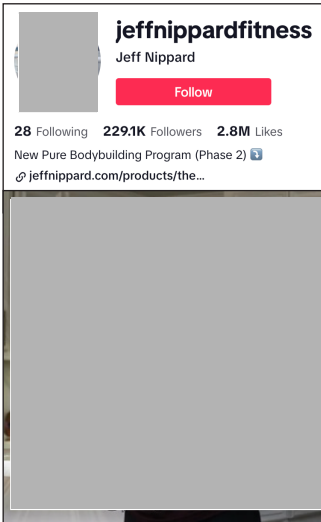 jeffnippardfitness
Jeff Nippard
Follow
28 Following 229.1K Followers 2.8M Likes
New Pure Bodybuilding Program (Phase 2) ⤵️
jeffnippard.com/products/the...